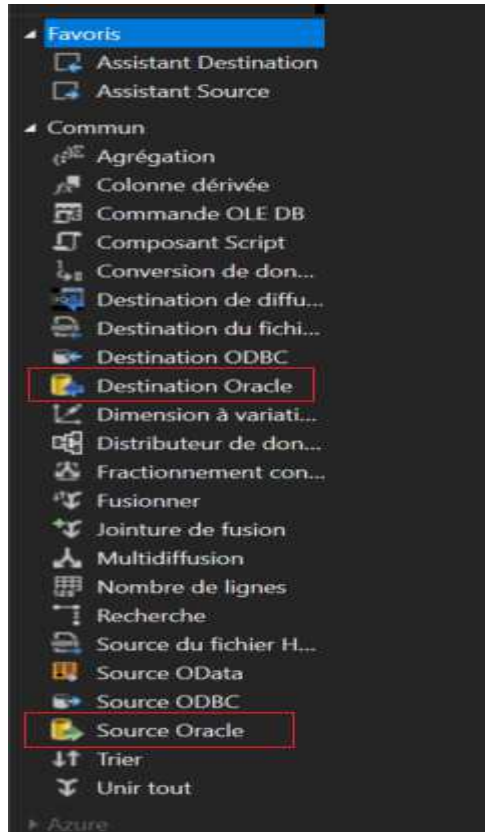 Favoris
Assistant Destination
Assistant Source
Commun
Agrégation
Colonne dérivée
Commande OLE DB
Composant Script
Conversion de don...
Destination de diffu...
Destination du fichi...
Destination ODBC
Destination Oracle
Dimension à variati...
Distributeur de don...
Fractionnement con...
Fusionner
Jointure de fusion
Multidiffusion
Nombre de lignes
Recherche
Source du fichier H...
Source OData
Source ODBC
Source Oracle
Trier
Unir tout
Azure